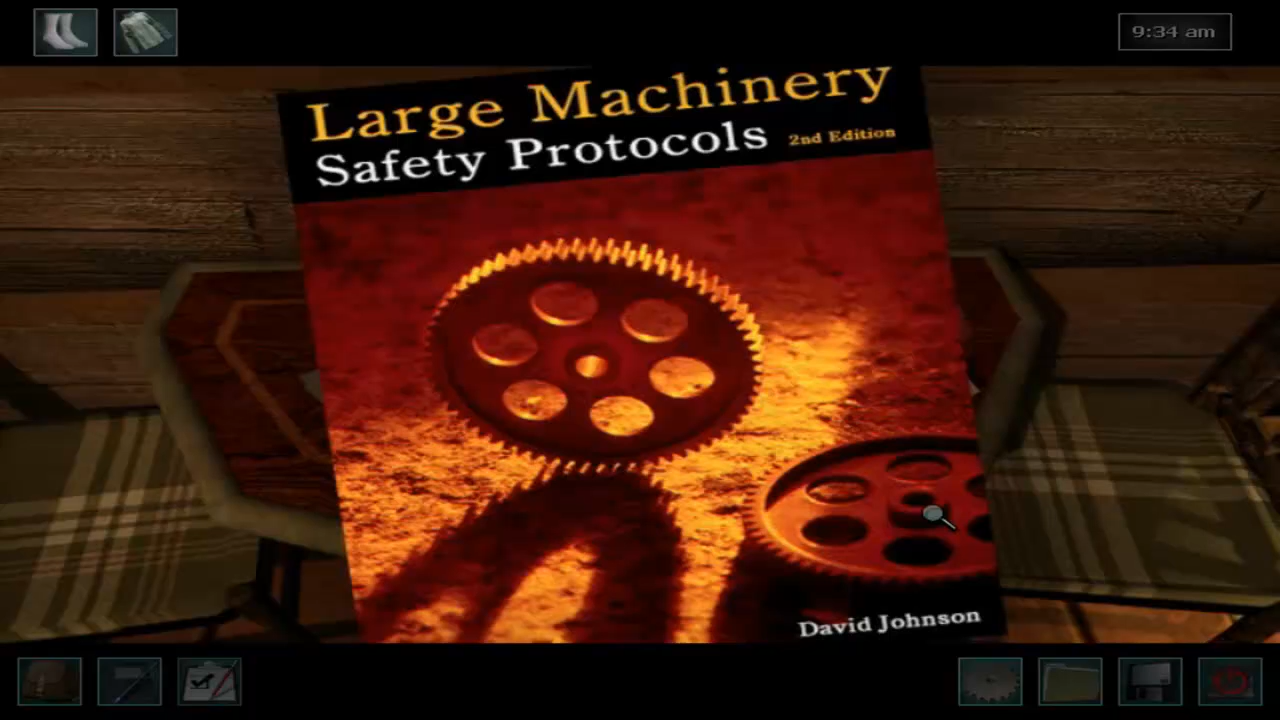 9:34 am
Large Machinery
Safety Protocols 2nd Edition
David Johnson